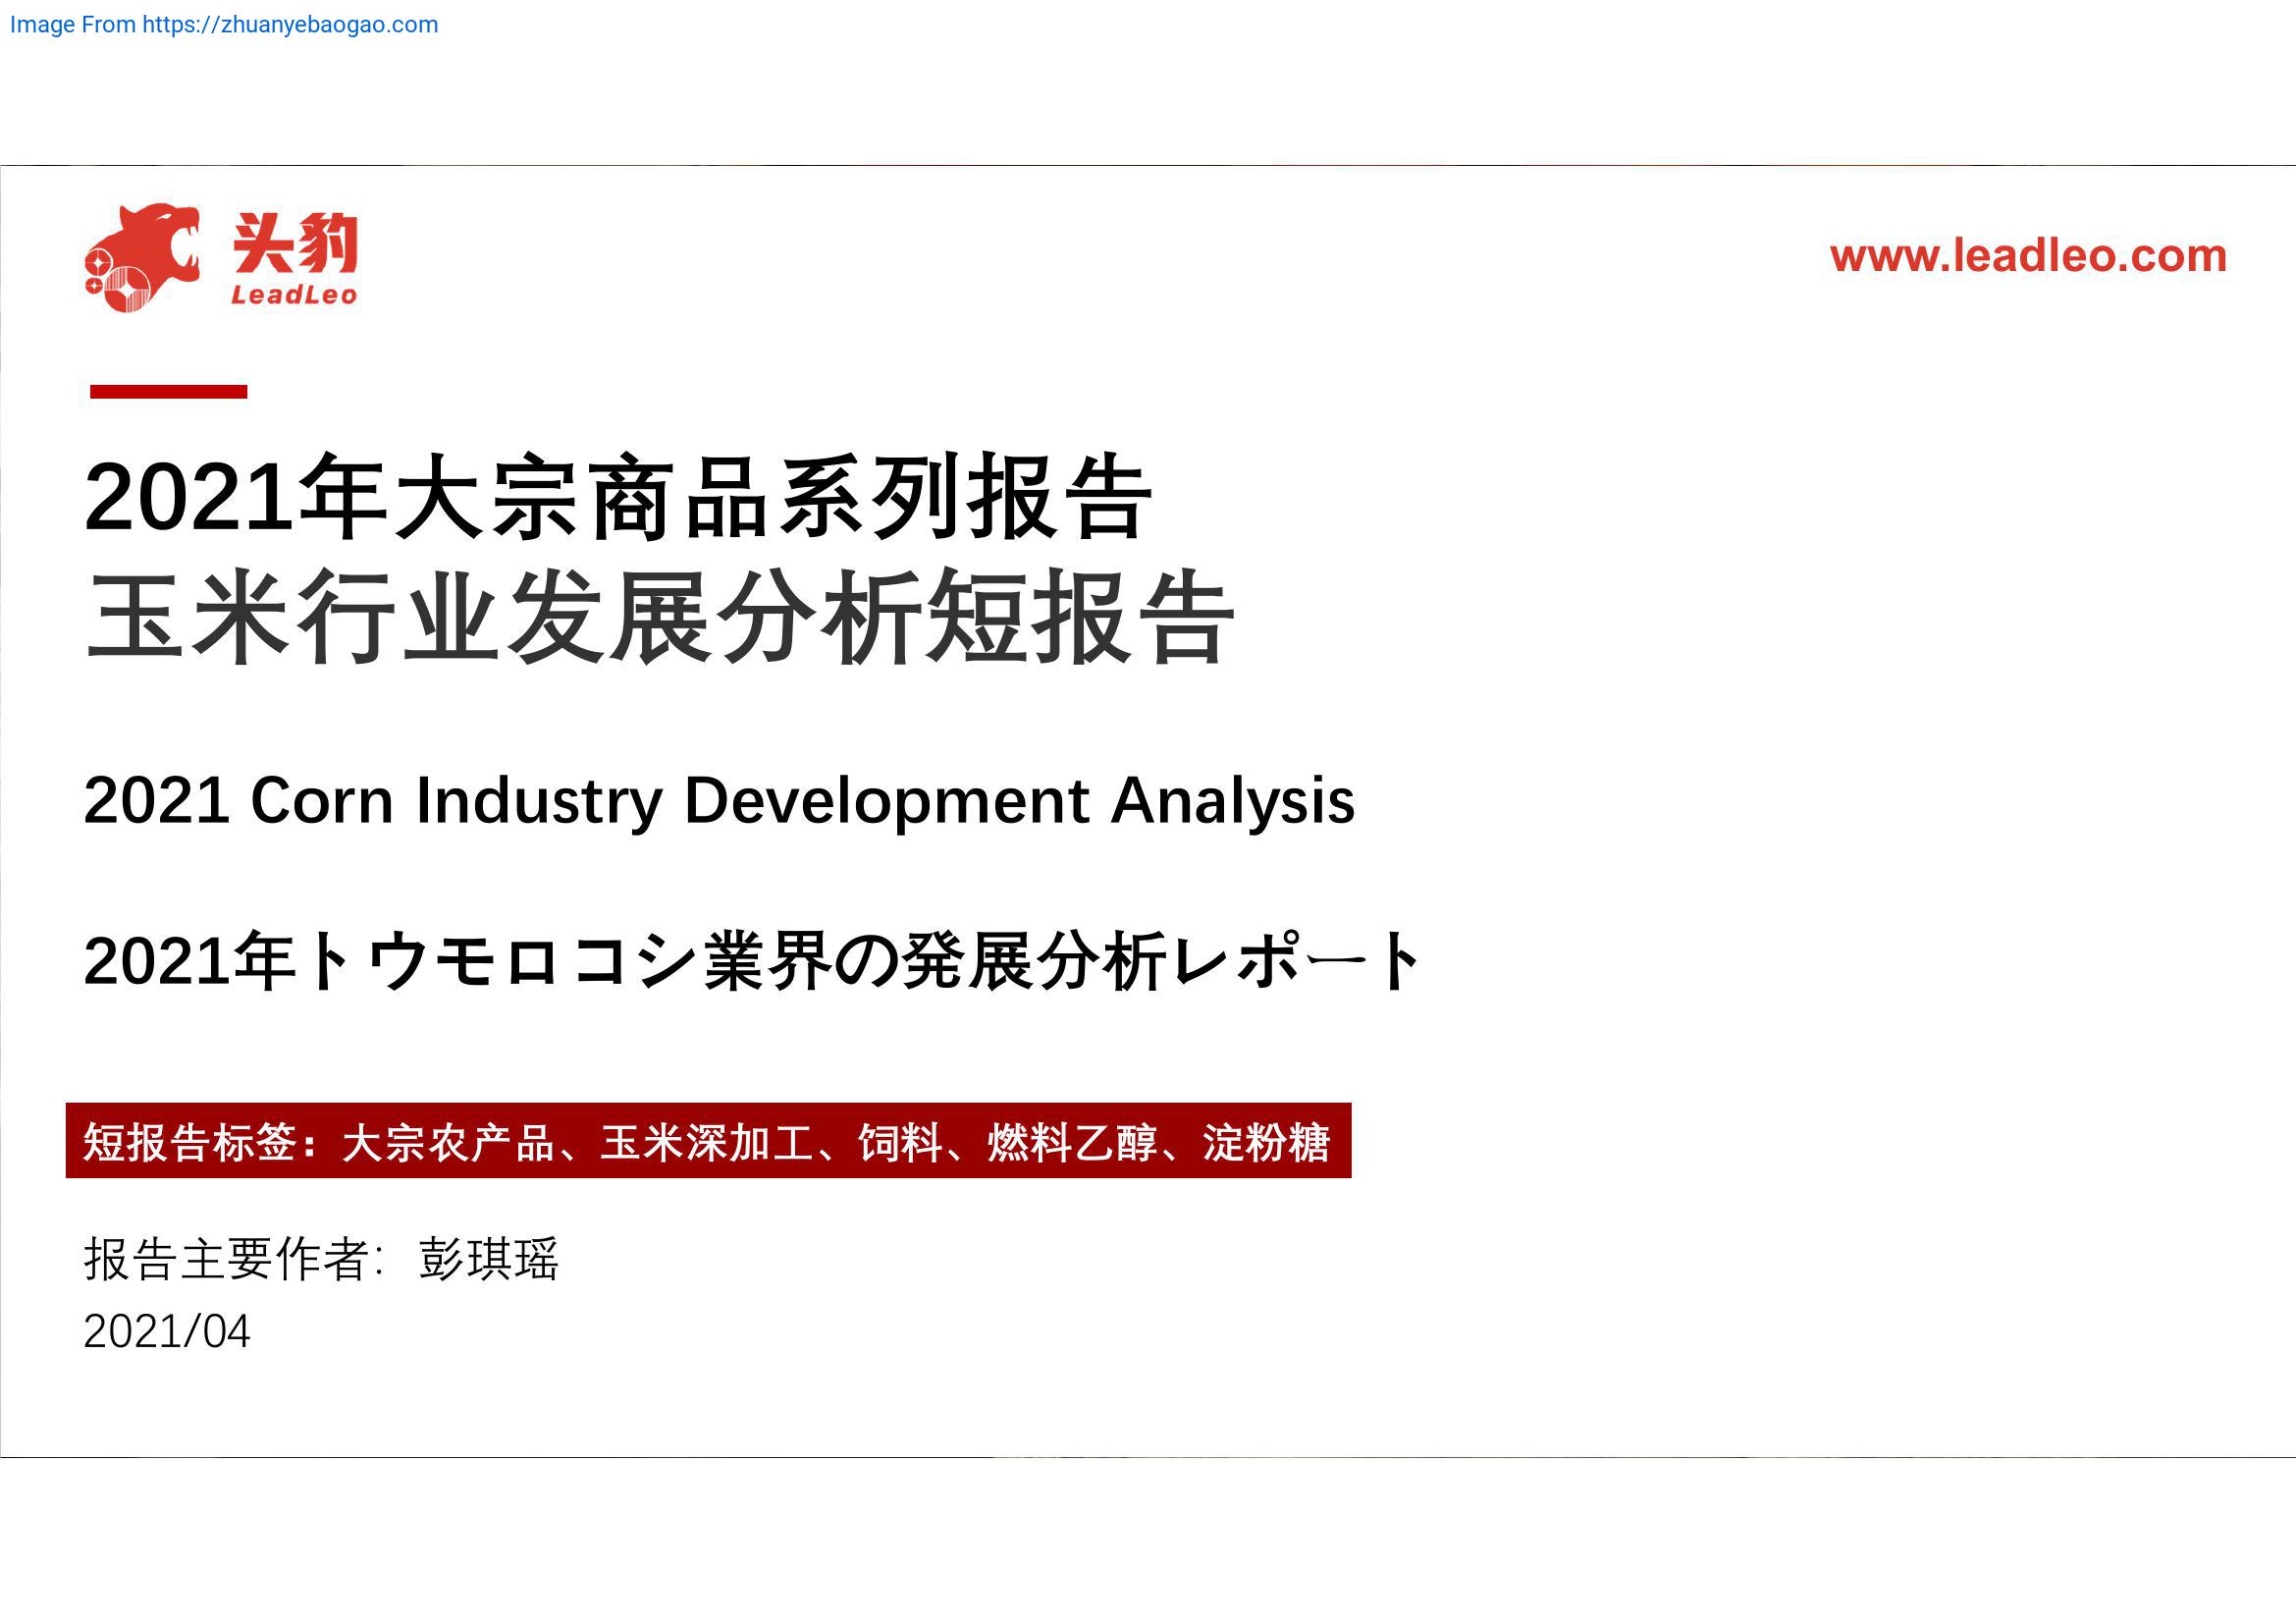 Image From https://zhuanyebaogao.com
头豹
LeadLeo
www.leadleo.com
2021年大宗商品系列报告
玉米行业发展分析短报告
2021 Corn Industry Development Analysis
2021年トウモロコシ業界の発展分析レポート
短报告标签：大宗农产品、玉米深加工、饲料、燃料乙醇、淀粉糖
报告主要作者：彭琪瑶
2021/04